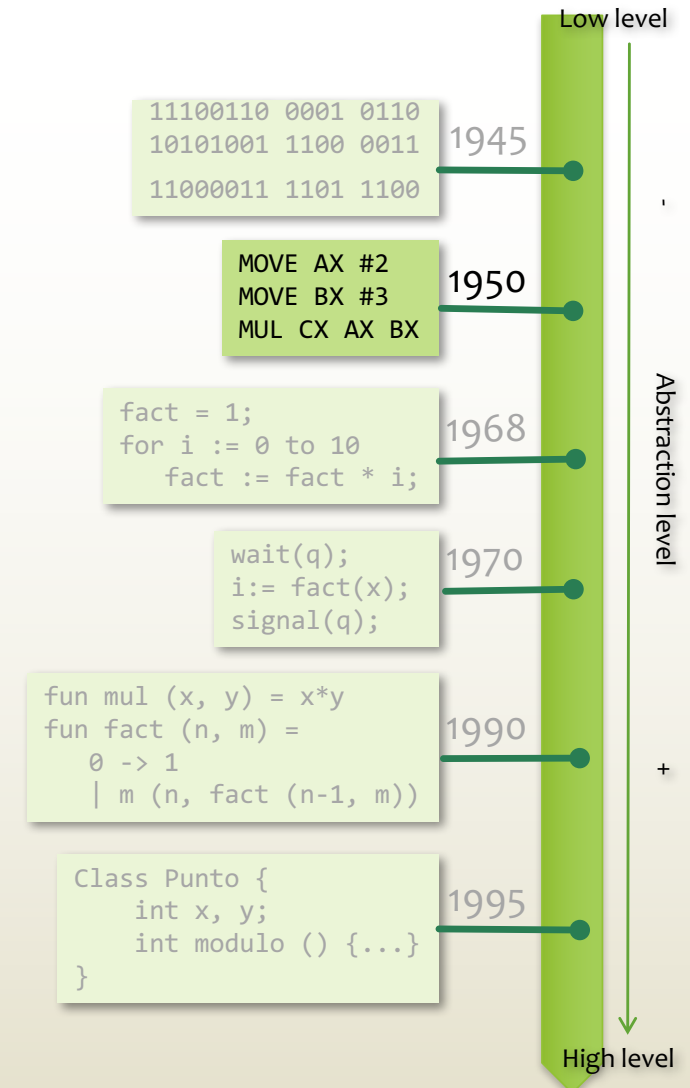 Low level
11100110 0001 0110
10101001 1100 0011
11000011 1101 1100
1945
-
MOVE AX #2
MOVE BX #3
MUL CX AX BX
1950
fact = 1;
for i := 0 to 10
fact := fact * i;
1968
Abstraction level
wait(q);
i:= fact(x);
signal(q);
1970
fun mul (x, y) = x*y
fun fact (n, m) =
0 -> 1
| m (n, fact (n-1, m))
1990
+
Class Punto {
int x, y;
int modulo () {...}
}
1995
High level